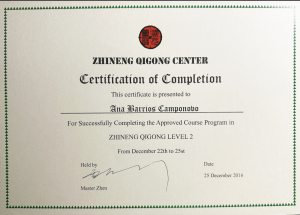 ZHINENG QIGONG CENTER
Certification of Completion
This certificate is presented to
Ana Barrios Camponovo
For Successfully Completing the Approved Course Program in
ZHINENG QIGONG LEVEL 2
From December 22th to 25st
Held by Date
25 December 2016
Master Zhen